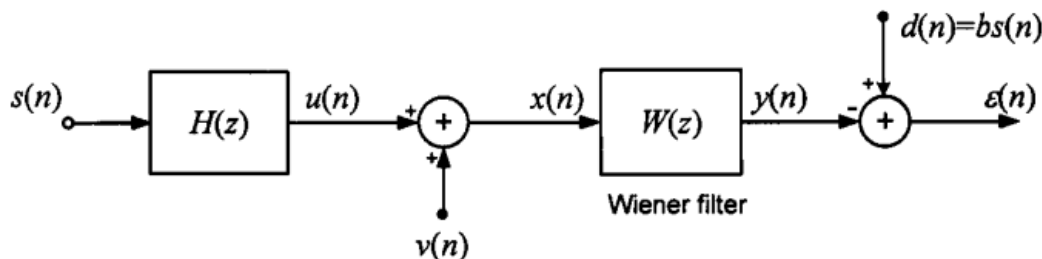 d(n)=bs(n)
s(n) H(z) u(n) + + x(n) W(z) y(n) + - + ε(n)
+
Wiener filter
v(n)